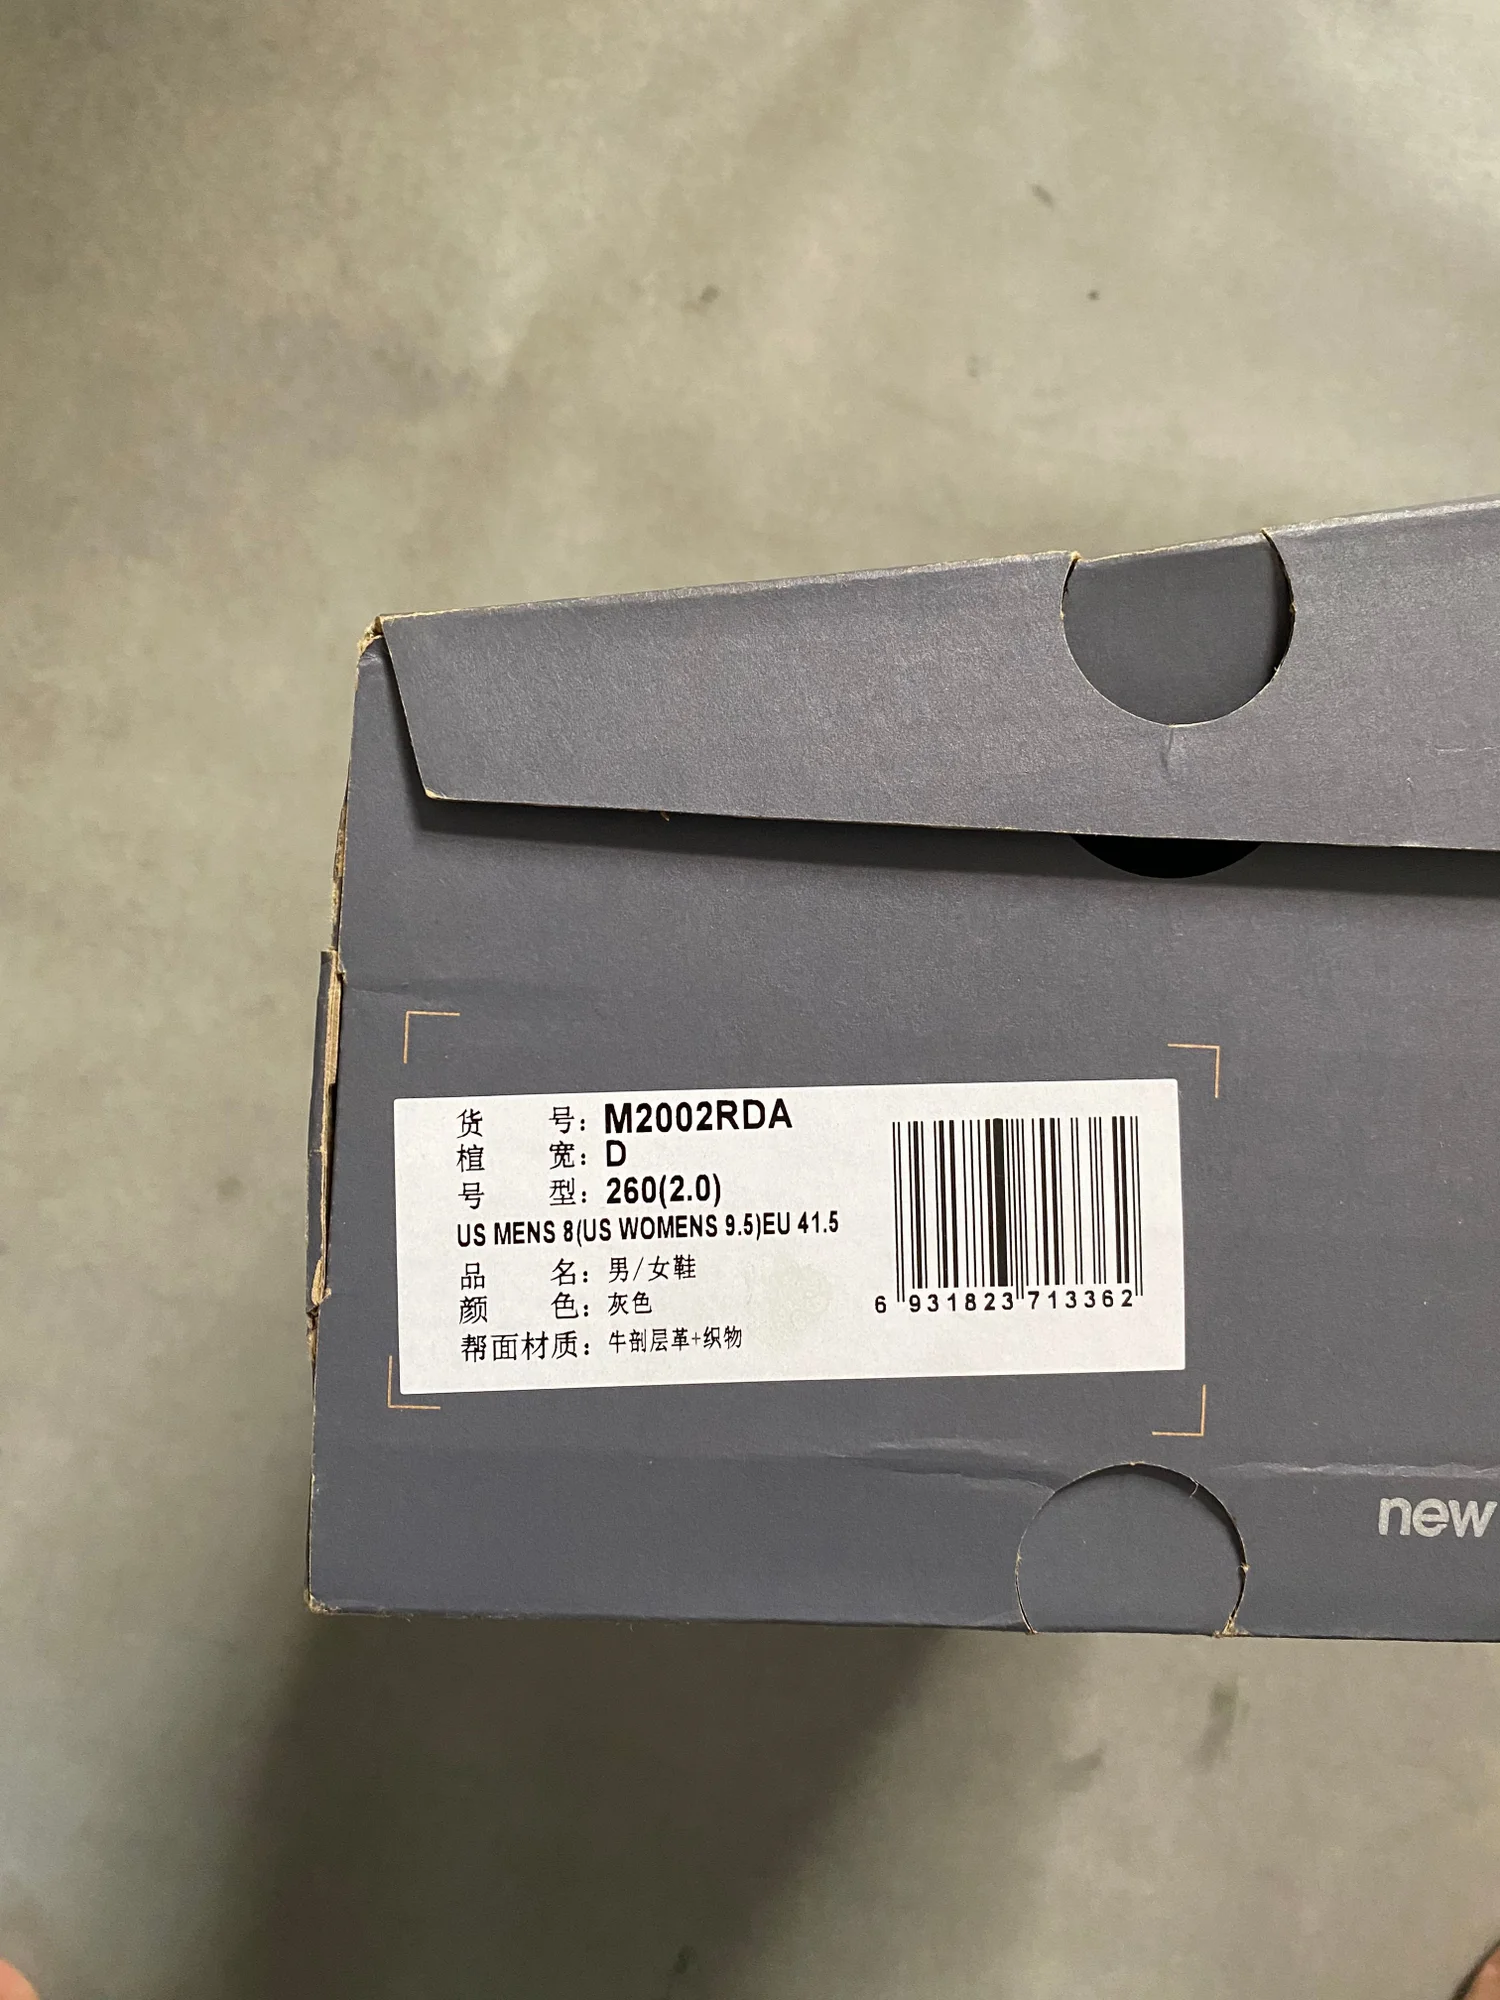 货 号: M2002RDA
楦 宽: D
号 型: 260(2.0)
US MENS 8(US WOMENS 9.5)EU 41.5
品 名: 男/女鞋
颜 色: 灰色
帮面材质: 牛剖层革+织物
6 931823 713362
new